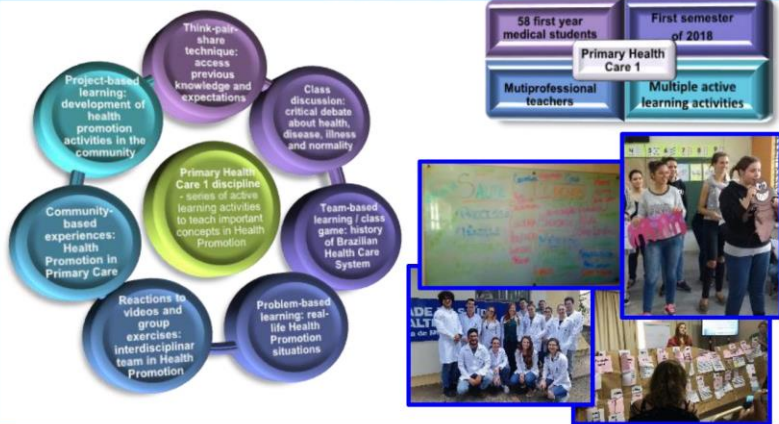 Think-pair-
share
technique:
access
previous
knowledge and
expectations
Class
discussion:
critical debate
about health,
disease, illness
and normality
Team-based
learning / class
game: history
of Brazilian
Health Care
System
Problem-based
learning: real-
life Health
Promotion
situations
Reactions to
videos and
group
exercises:
interdisciplinar
team in Health
Promotion
Community-
based
experiences:
Health
Promotion in
Primary Care
Project-based
learning:
development of
health
promotion
activities in the
community
Primary Health
Care 1 discipline
- series of active
learning activities
to teach important
concepts in Health
Promotion
58 first year
medical students
First semester
of 2018
Primary Health
Care 1
Mutiprofessional
teachers
Multiple active
learning activities